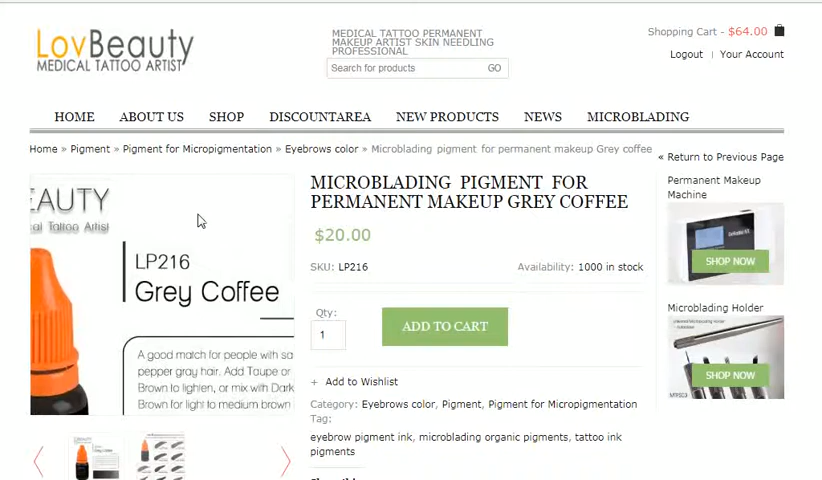 LovBeauty
MEDICAL TATTOO ARTIST
MEDICAL TATTOO PERMANENT
MAKEUP ARTIST SKIN NEEDLING
PROFESSIONAL
Search for products GO
Shopping Cart - $64.00
Logout | Your Account
HOME ABOUT US SHOP DISCOUNTAREA NEW PRODUCTS NEWS MICROBLADING
Home » Pigment » Pigment for Micropigmentation » Eyebrows color » Microblading pigment for permanent makeup Grey coffee
« Return to Previous Page
EAUTY
cal Tattoo Artist
LP216
Grey Coffee
A good match for people with sa
pepper gray hair. Add Taupe or
Brown to lighten, or mix with Dark
Brown for light to medium brown
MICROBLADING PIGMENT FOR
PERMANENT MAKEUP GREY COFFEE
$20.00
SKU: LP216
Availability: 1000 in stock
Qty:
1
ADD TO CART
+ Add to Wishlist
Category: Eyebrows color, Pigment, Pigment for Micropigmentation
Tag:
eyebrow pigment ink, microblading organic pigments, tattoo ink
pigments
Permanent Makeup
Machine
SHOP NOW
Microblading Holder
SHOP NOW